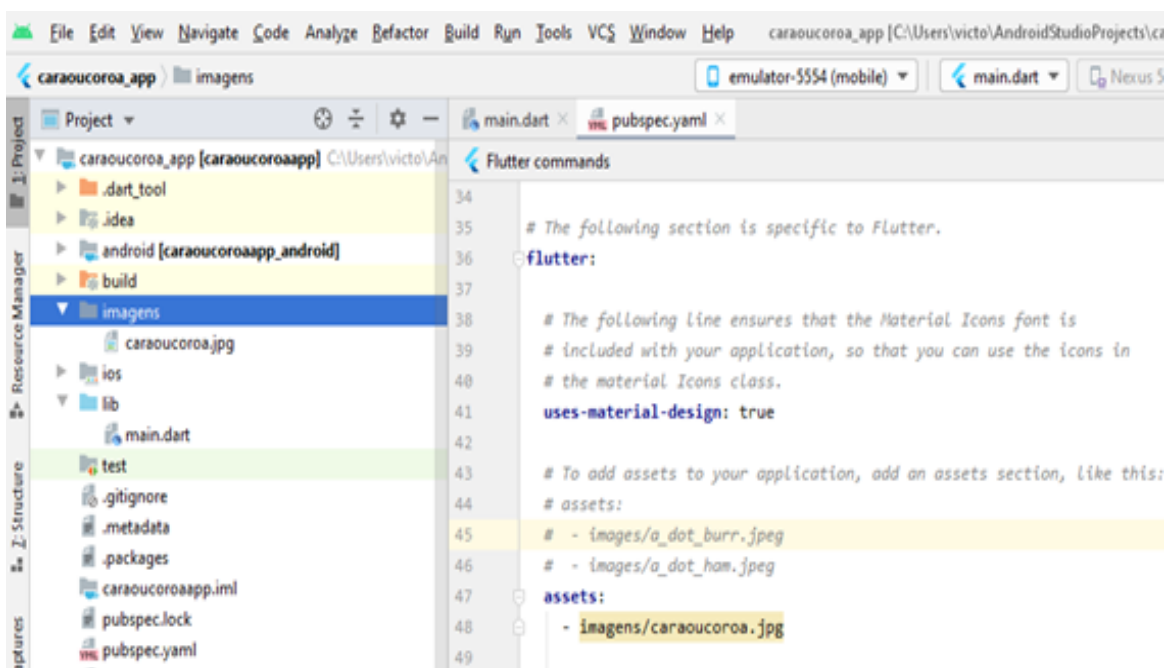 File Edit View Navigate Code Analyze Refactor Build Run Tools VCS Window Help caraoucoroa_app [C:\Users\victo\AndroidStudioProjects\ca
caraoucoroa_app imagens emulator-5554 (mobile) main.dart Nexus 5
1: Project
Resource Manager
Z: Structure
ptures
Project
caraoucoroa_app [caraoucoroaapp] C:\Users\victo\An
.dart_tool
.idea
android [caraoucoroaapp_android]
build
imagens
caraoucoroa.jpg
ios
lib
main.dart
test
.gitignore
.metadata
.packages
caraoucoroaapp.iml
pubspec.lock
pubspec.yaml
main.dart pubspec.yaml
Flutter commands
34
35 # The following section is specific to Flutter.
36 flutter:
37
38 # The following line ensures that the Material Icons font is
39 # included with your application, so that you can use the icons in
40 # the material Icons class.
41 uses-material-design: true
42
43 # To add assets to your application, add an assets section, like this:
44 # assets:
45 # - images/a_dot_burr.jpeg
46 # - images/a_dot_ham.jpeg
47 assets:
48 - imagens/caraoucoroa.jpg
49